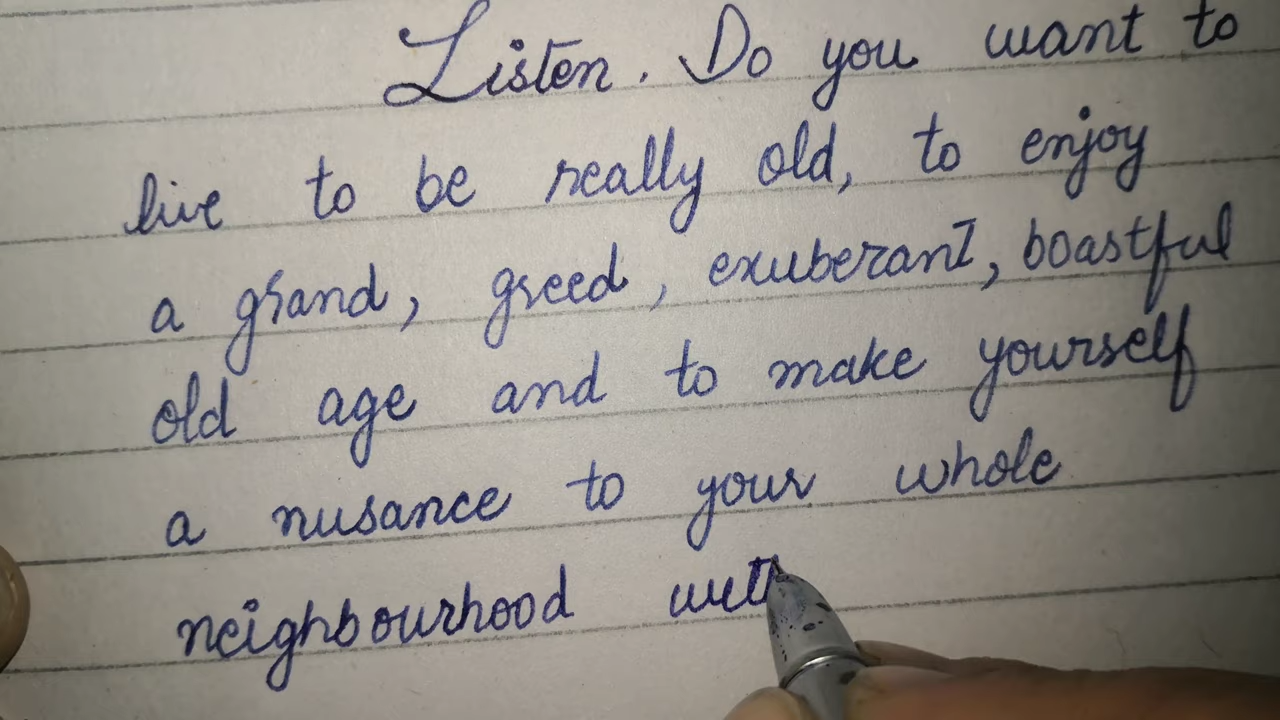 Listen. Do you want to
live to be really old, to enjoy
a grand, greed, exuberant, boastful
old age and to make yourself
a nusance to your whole
neighbourhood